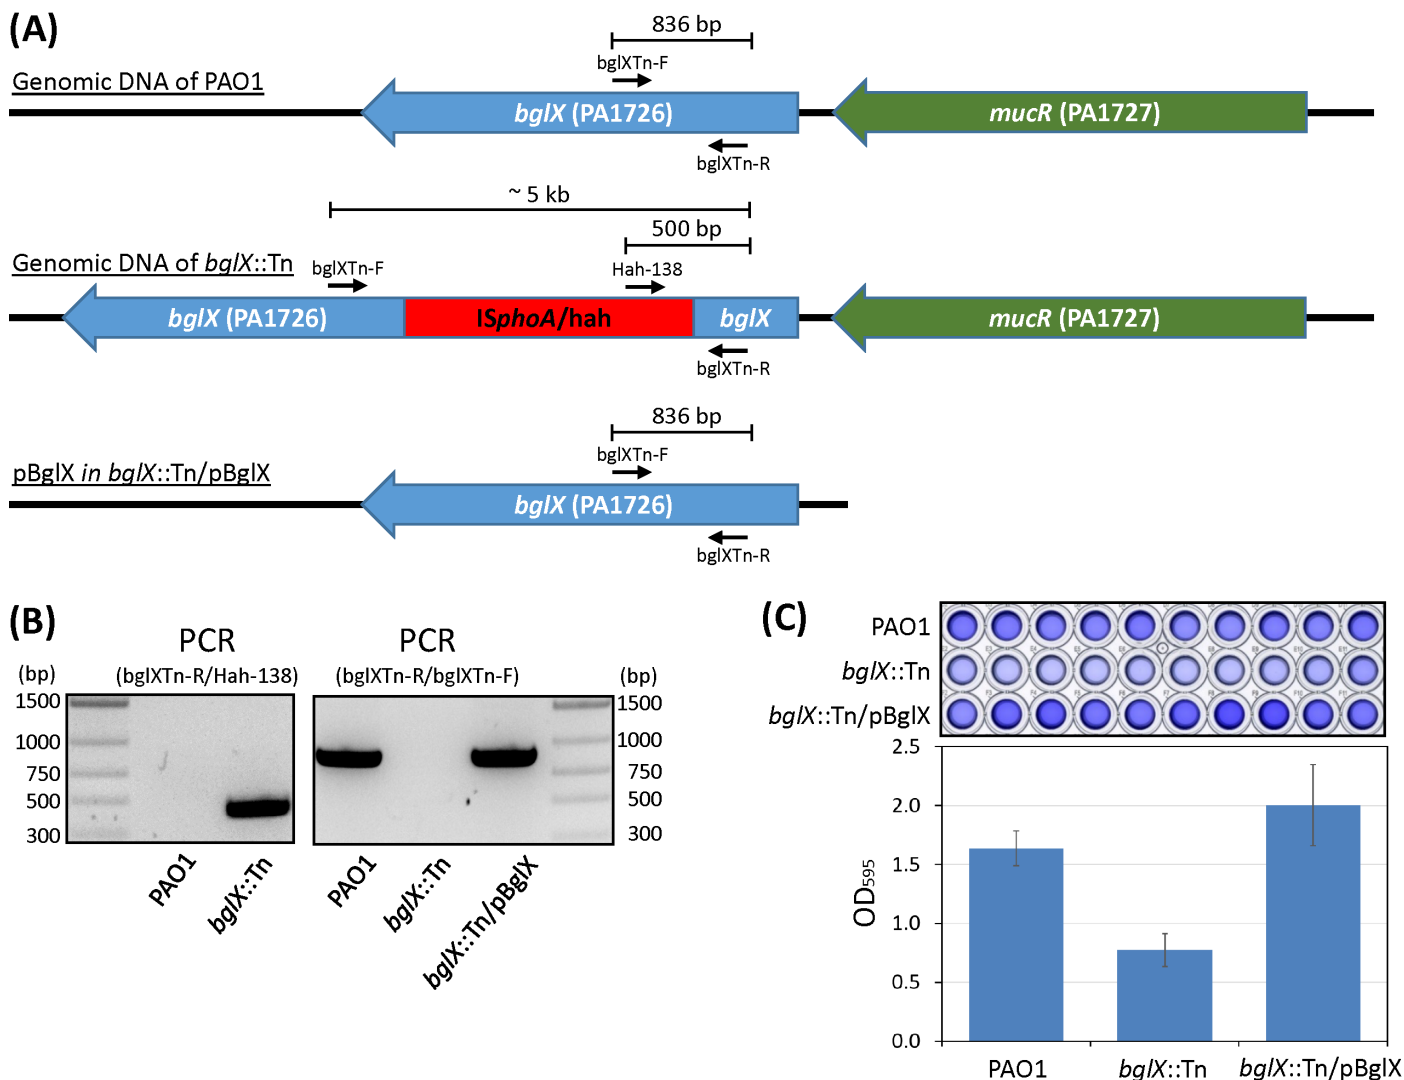 (A)
836 bp
bglXTn-F
Genomic DNA of PAO1
bglX (PA1726)
mucR (PA1727)
bglXTn-R
~ 5 kb
500 bp
Genomic DNA of bglX::Tn
bglXTn-F
Hah-138
bglX (PA1726)
ISphoA/hah
bglX
mucR (PA1727)
bglXTn-R
836 bp
bglXTn-F
pBglX in bglX::Tn/pBglX
bglX (PA1726)
bglXTn-R
(B)
PCR
(bglXTn-R/Hah-138)
PCR
(bglXTn-R/bglXTn-F)
(bp)
1500
1000
750
500
300
(bp)
1500
1000
750
500
300
PAO1
bglX::Tn
PAO1
bglX::Tn
bglX::Tn/pBglX
(C)
PAO1
bglX::Tn
bglX::Tn/pBglX
2.5
2.0
1.5
1.0
0.5
0.0
OD595
PAO1
bglX::Tn
bglX::Tn/pBglX